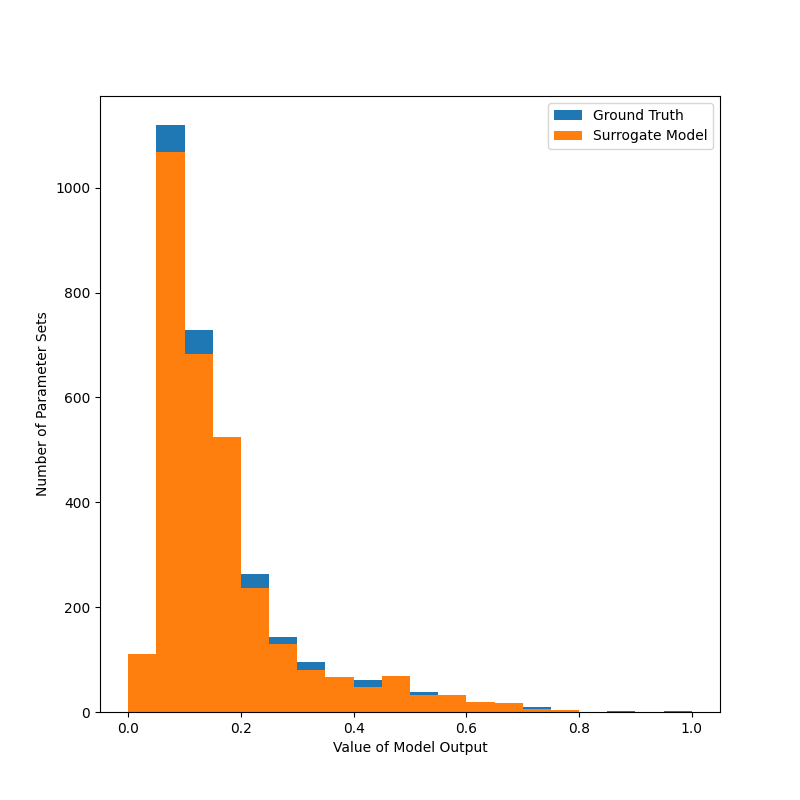 Ground Truth
Surrogate Model
1000
800
600
400
200
0
Number of Parameter Sets
0.0 0.2 0.4 0.6 0.8 1.0
Value of Model Output